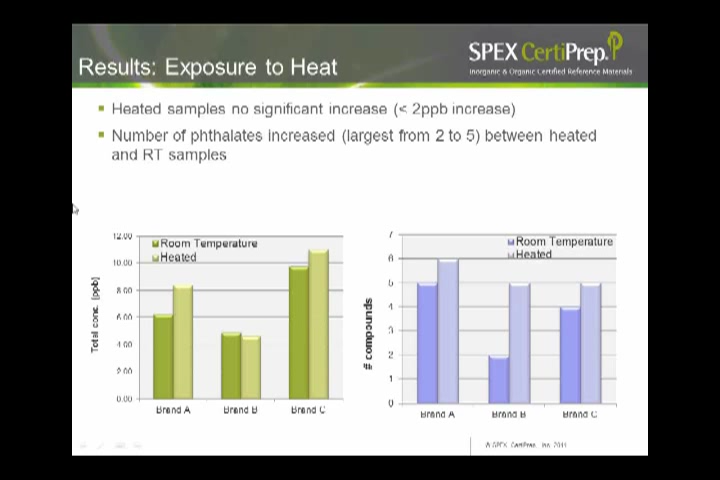 SPEX CertiPrep.
Inorganic & Organic Certified Reference Materials
Results: Exposure to Heat
Heated samples no significant increase (< 2ppb increase)
Number of phthalates increased (largest from 2 to 5) between heated
and RT samples
Total conc. (ppb)
12.00
10.00
8.00
6.00
4.00
2.00
0.00
Room Temperature
Heated
Brand A
Brand B
Brand C
# compounds
7
6
5
4
3
2
1
0
Room Temperature
Heated
Brand A
Brand B
Brand C
© SPEX CertiPrep, Inc. 2011